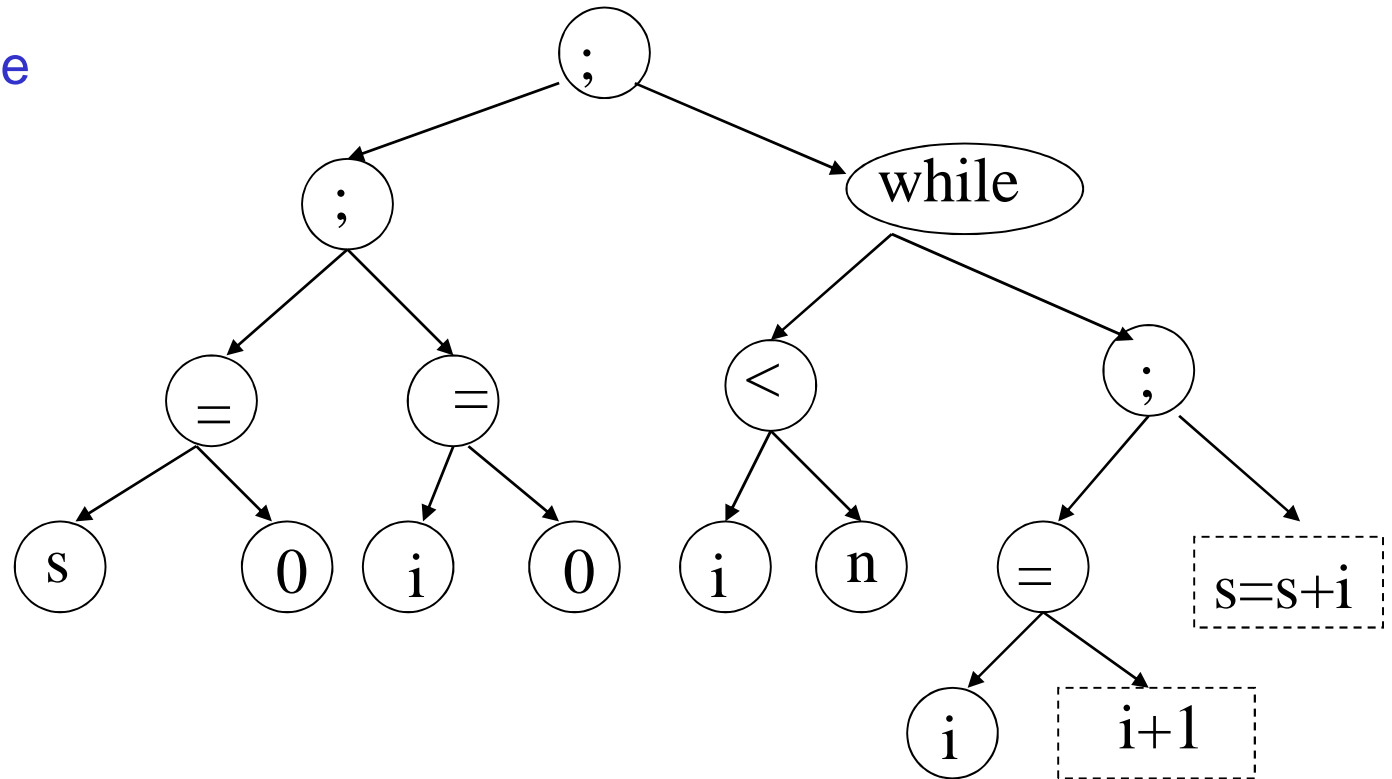 e
;
;
while
=
=
<
;
s
0
i
0
i
n
=
s=s+i
i
i+1